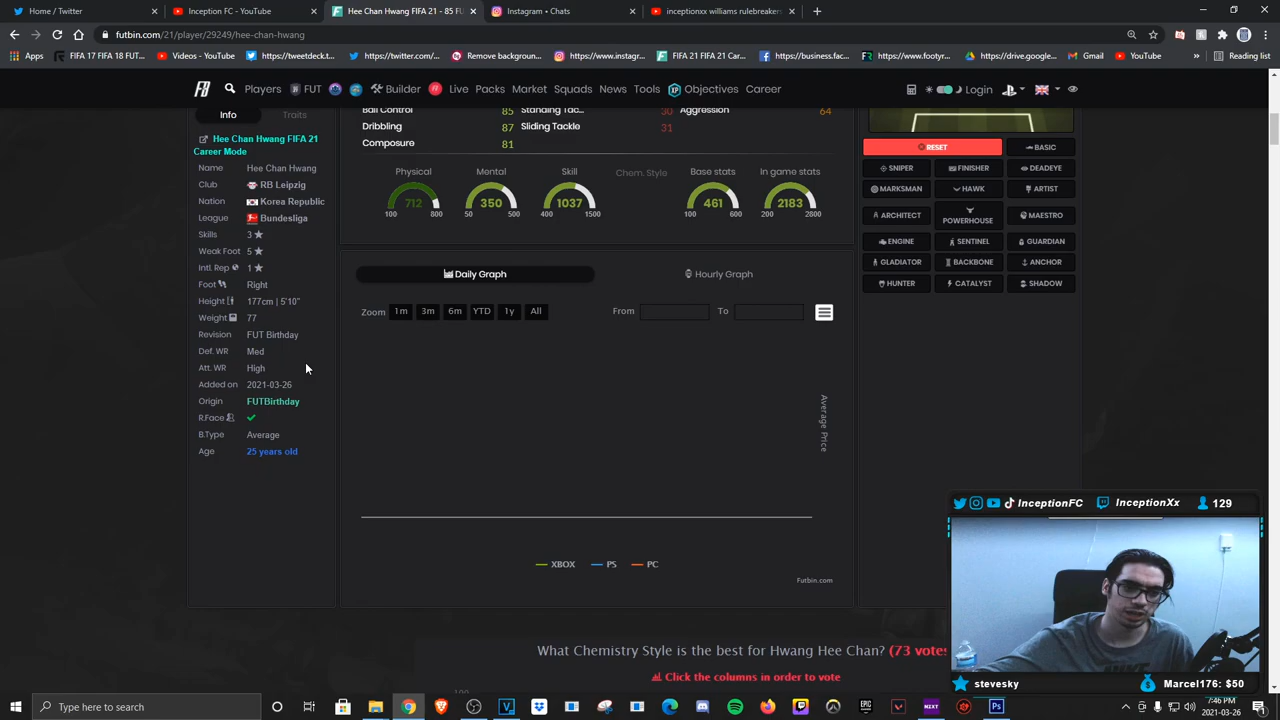 Home / Twitter
Inception FC - YouTube
Hee Chan Hwang FIFA 21 - 85 FU
Instagram • Chats
inceptionxx williams rulebreakers
futbin.com/21/player/29249/hee-chan-hwang
Apps
FIFA 17 FIFA 18 FUT...
Videos - YouTube
https://tweetdeck.t...
https://twitter.com...
Remove backgroun...
https://www.instagr...
FIFA 21 FIFA 21 Car...
https://business.fac...
https://www.footyr...
https://drive.google...
Gmail
YouTube
Reading list
Players
FUT
Builder
Live
Packs
Market
Squads
News
Tools
Objectives
Career
Login
Info
Traits
Hee Chan Hwang FIFA 21
Career Mode
Name Hee Chan Hwang
Club RB Leipzig
Nation Korea Republic
League Bundesliga
Skills 3
Weak Foot 5
Intl. Rep 1
Foot Right
Height 177cm | 5'10"
Weight 77
Revision FUT Birthday
Def. WR Med
Att. WR High
Added on 2021-03-26
Origin FUTBirthday
R.Face
B.Type Average
Age 25 years old
Ball Control 85
Standing Tac... 30
Aggression 64
Dribbling 87
Sliding Tackle 31
Composure 81
Physical
712
100 800
Mental
350
50 500
Skill
1037
400 1500
Chem. Style
Base stats
461
100 600
In game stats
2183
200 2800
Daily Graph
Hourly Graph
Zoom 1m 3m 6m YTD 1y All
From
To
Average Price
XBOX PS PC
Futbin.com
RESET
BASIC
SNIPER FINISHER DEADEYE
MARKSMAN HAWK ARTIST
ARCHITECT POWERHOUSE MAESTRO
ENGINE SENTINEL GUARDIAN
GLADIATOR BACKBONE ANCHOR
HUNTER CATALYST SHADOW
What Chemistry Style is the best for Hwang Hee Chan? (73 votes
Click the columns in order to vote
100
InceptionFC
InceptionXx
129
stevesky
Marcel176: $50
Type here to search
7:46 PM
2021-03-26